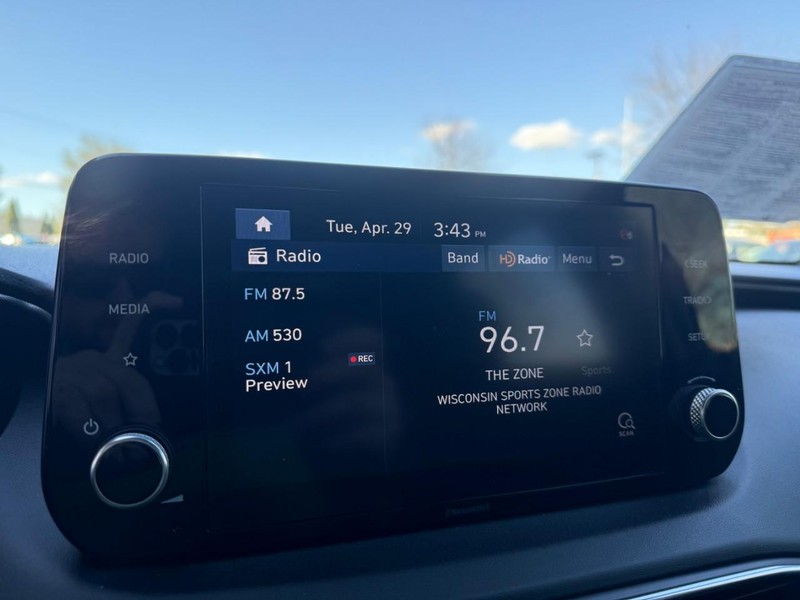 Tue, Apr. 29 3:43 PM
Radio Band HD Radio Menu
RADIO
MEDIA
FM 87.5
AM 530
SXM 1
Preview
REC
FM
96.7
THE ZONE
Sports
WISCONSIN SPORTS ZONE RADIO
NETWORK
SCAN
SEEK
TRACK